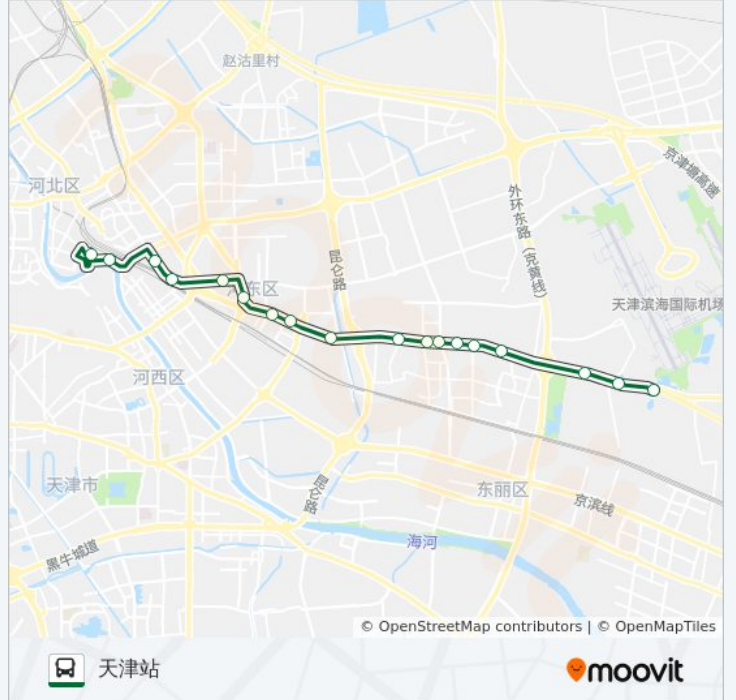 赵沽里村
京津塘高速
河北区
外环东路（克黄线）
昆仑路
东区
天津滨海国际机场
河西区
天津市
昆仑路
东丽区
京滨线
海河
黑牛城道
© OpenStreetMap contributors | © OpenMapTiles
天津站
moovit